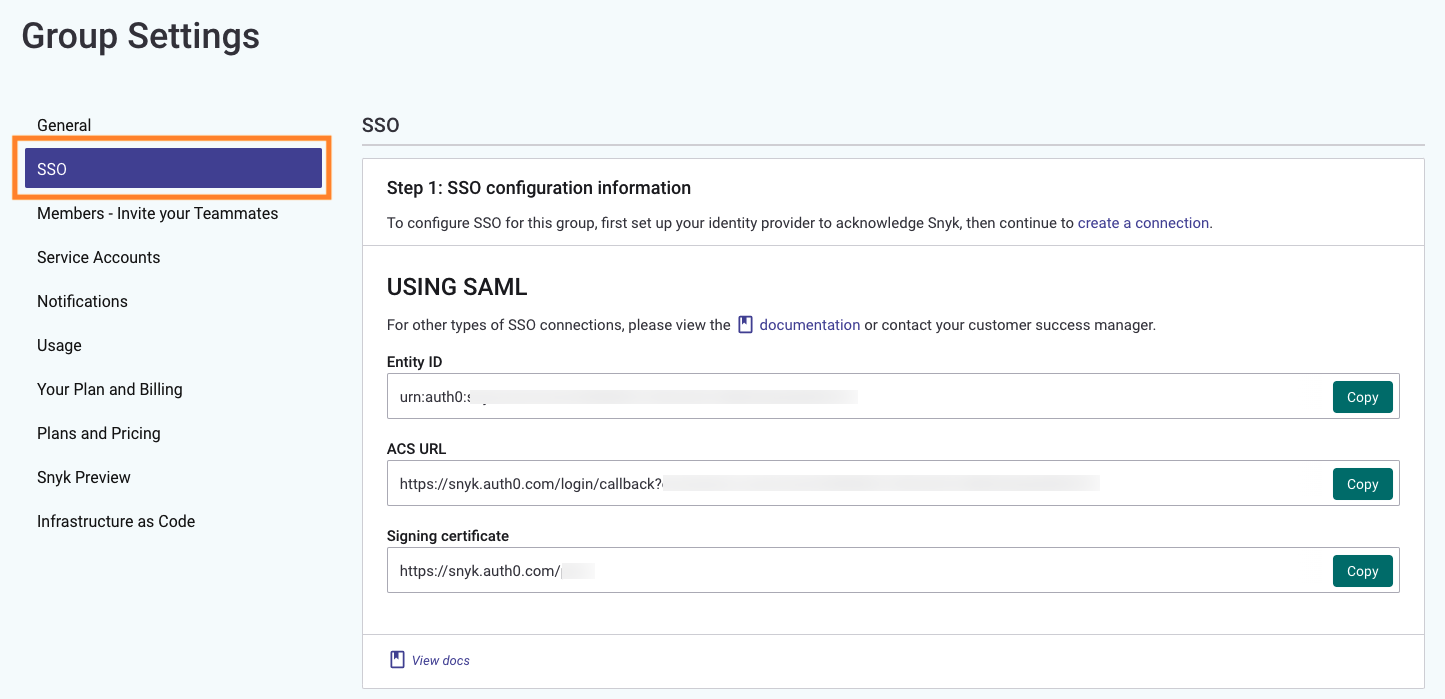 Group Settings
General
SSO
Members - Invite your Teammates
Service Accounts
Notifications
Usage
Your Plan and Billing
Plans and Pricing
Snyk Preview
Infrastructure as Code
SSO
Step 1: SSO configuration information
To configure SSO for this group, first set up your identity provider to acknowledge Snyk, then continue to create a connection.
USING SAML
For other types of SSO connections, please view the documentation or contact your customer success manager.
Entity ID
urn:auth0:
Copy
ACS URL
https://snyk.auth0.com/login/callback?
Copy
Signing certificate
https://snyk.auth0.com/
Copy
View docs